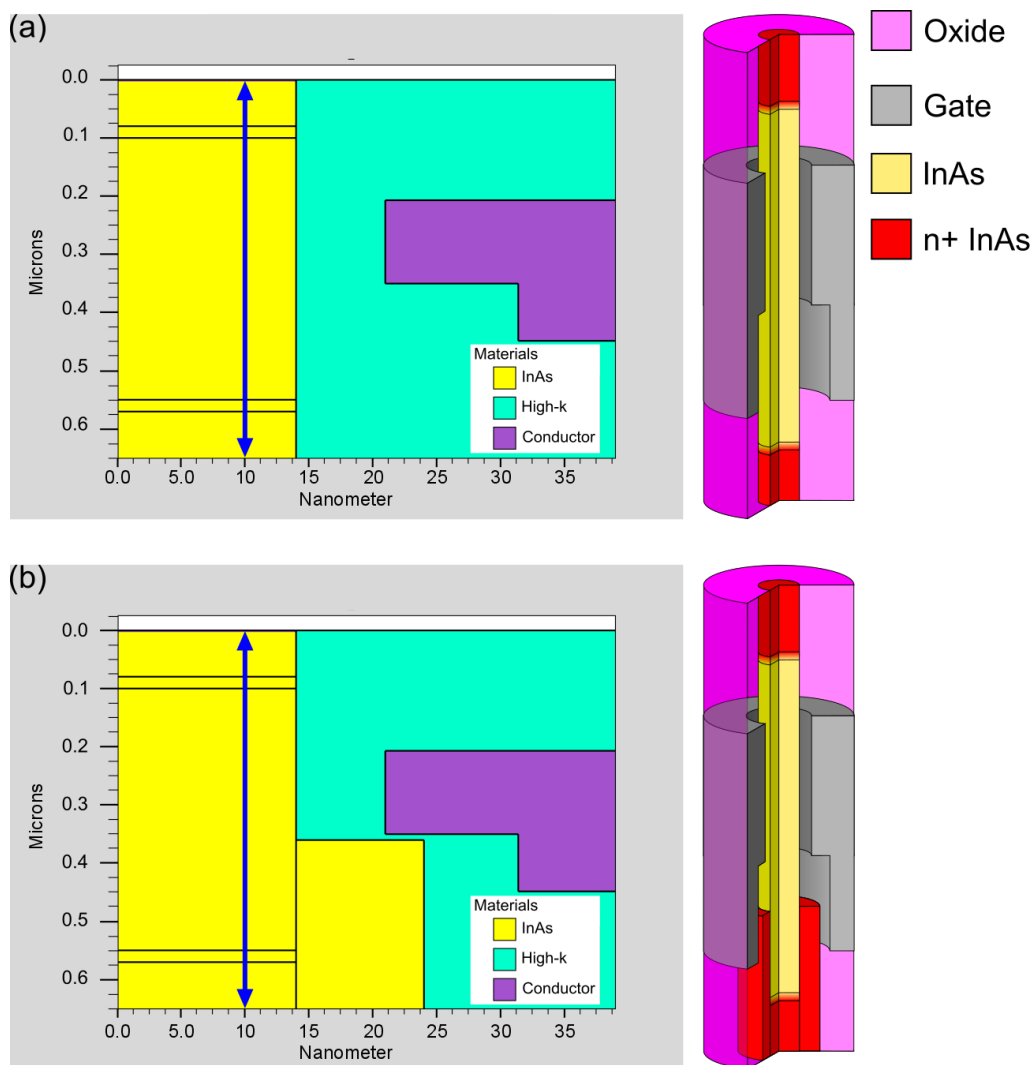 (a)
0.0
0.1
0.2
0.3
0.4
0.5
0.6
Microns
Materials
InAs
High-k
Conductor
0.0 5.0 10 15 20 25 30 35
Nanometer
Oxide
Gate
InAs
n+ InAs
(b)
0.0
0.1
0.2
0.3
0.4
0.5
0.6
Microns
Materials
InAs
High-k
Conductor
0.0 5.0 10 15 20 25 30 35
Nanometer